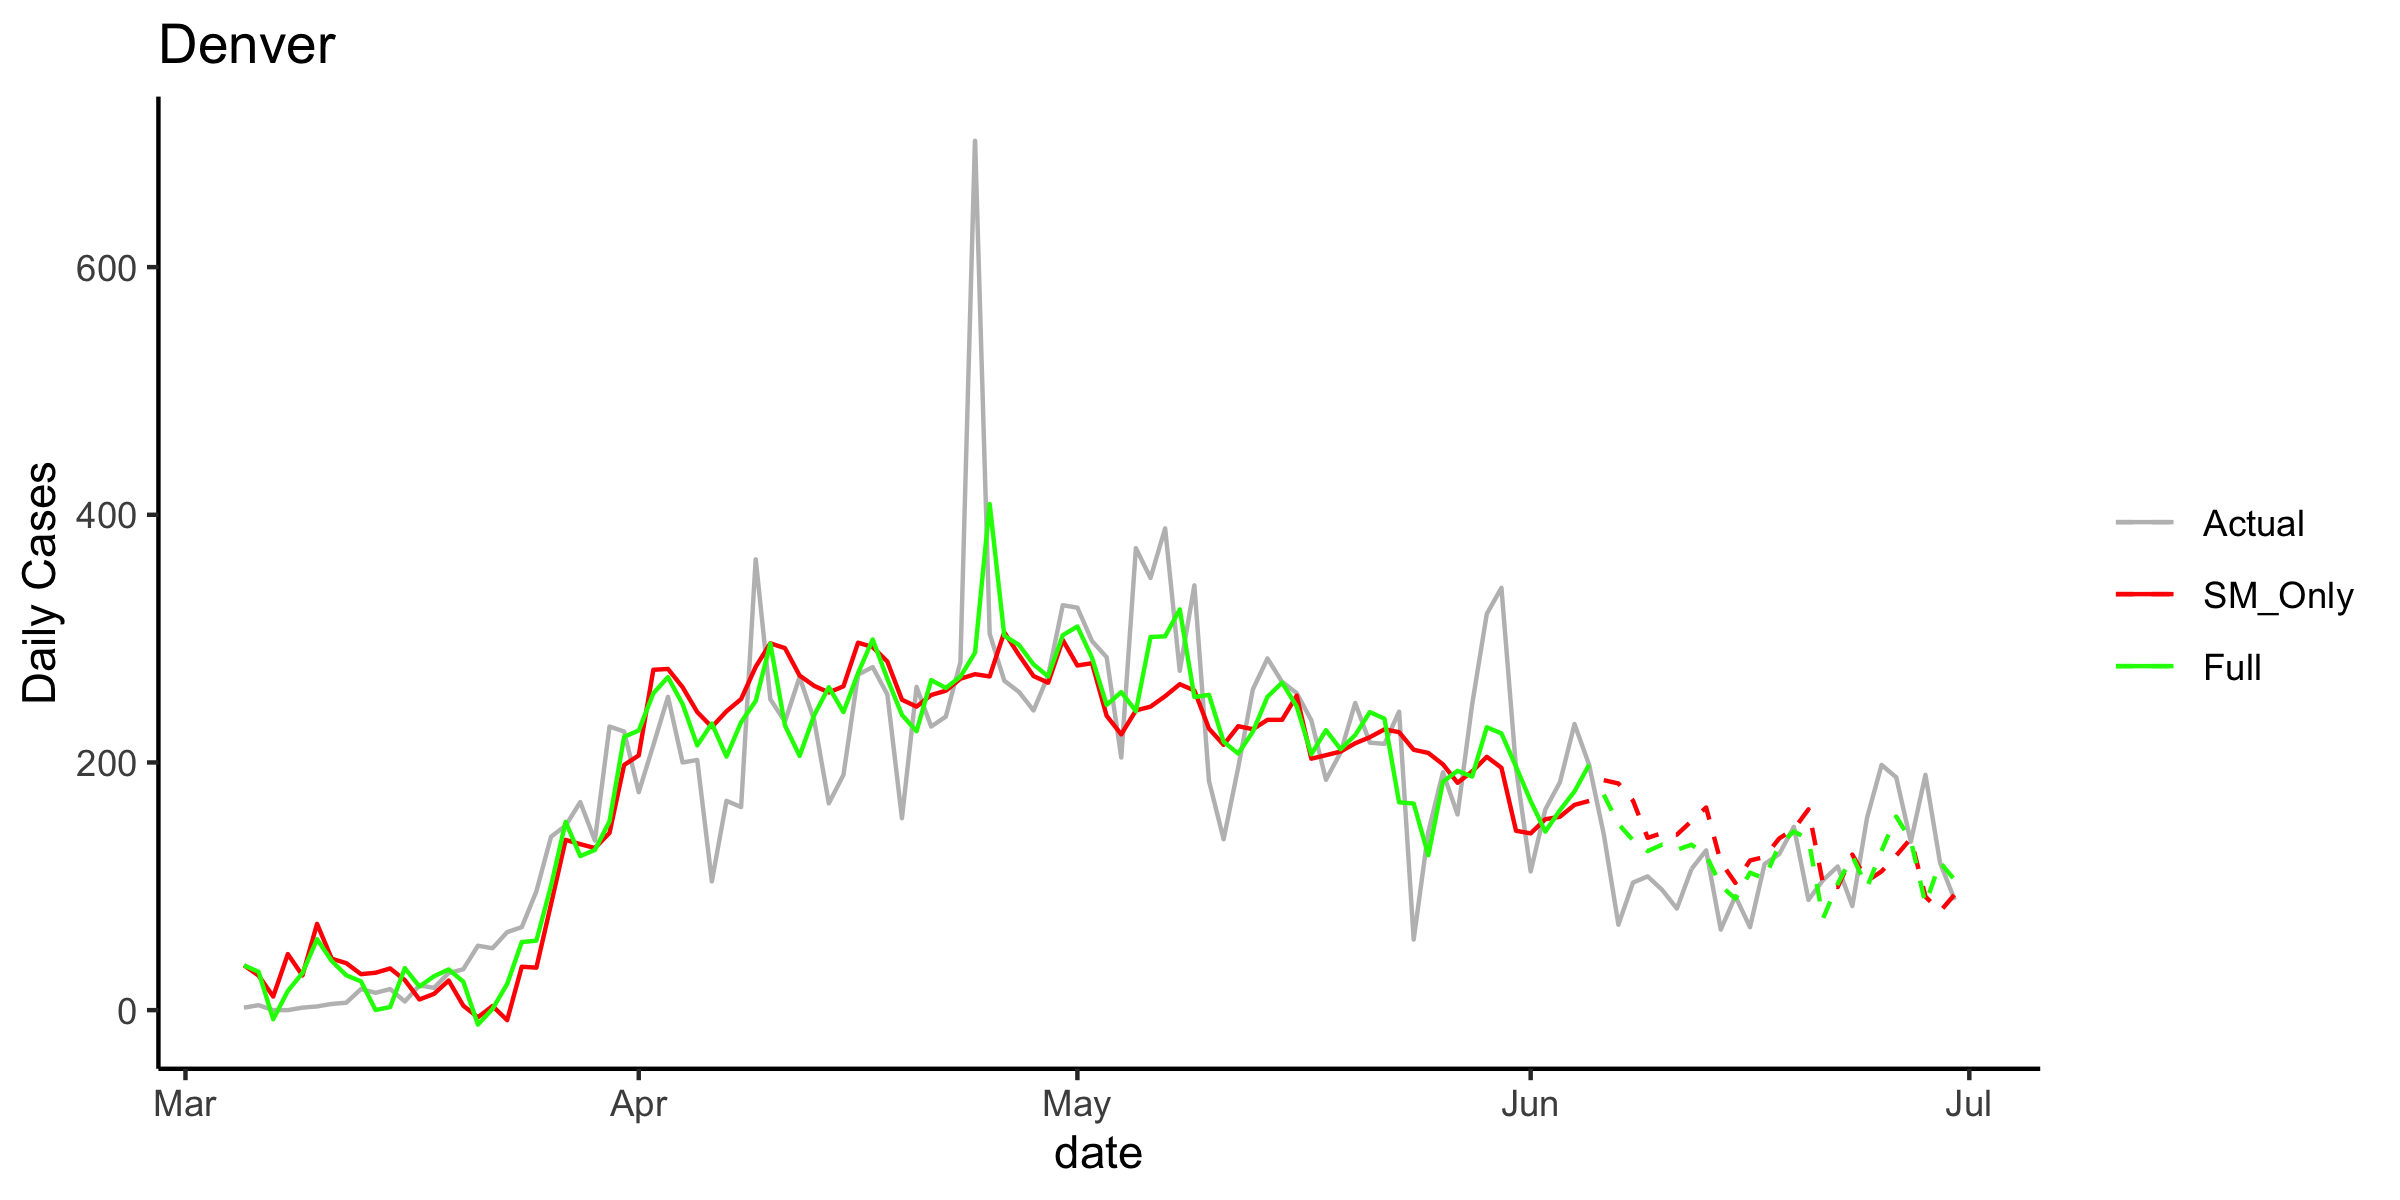 Denver
Daily Cases
600
400
200
0
Mar
Apr
May
Jun
Jul
date
Actual
SM_Only
Full